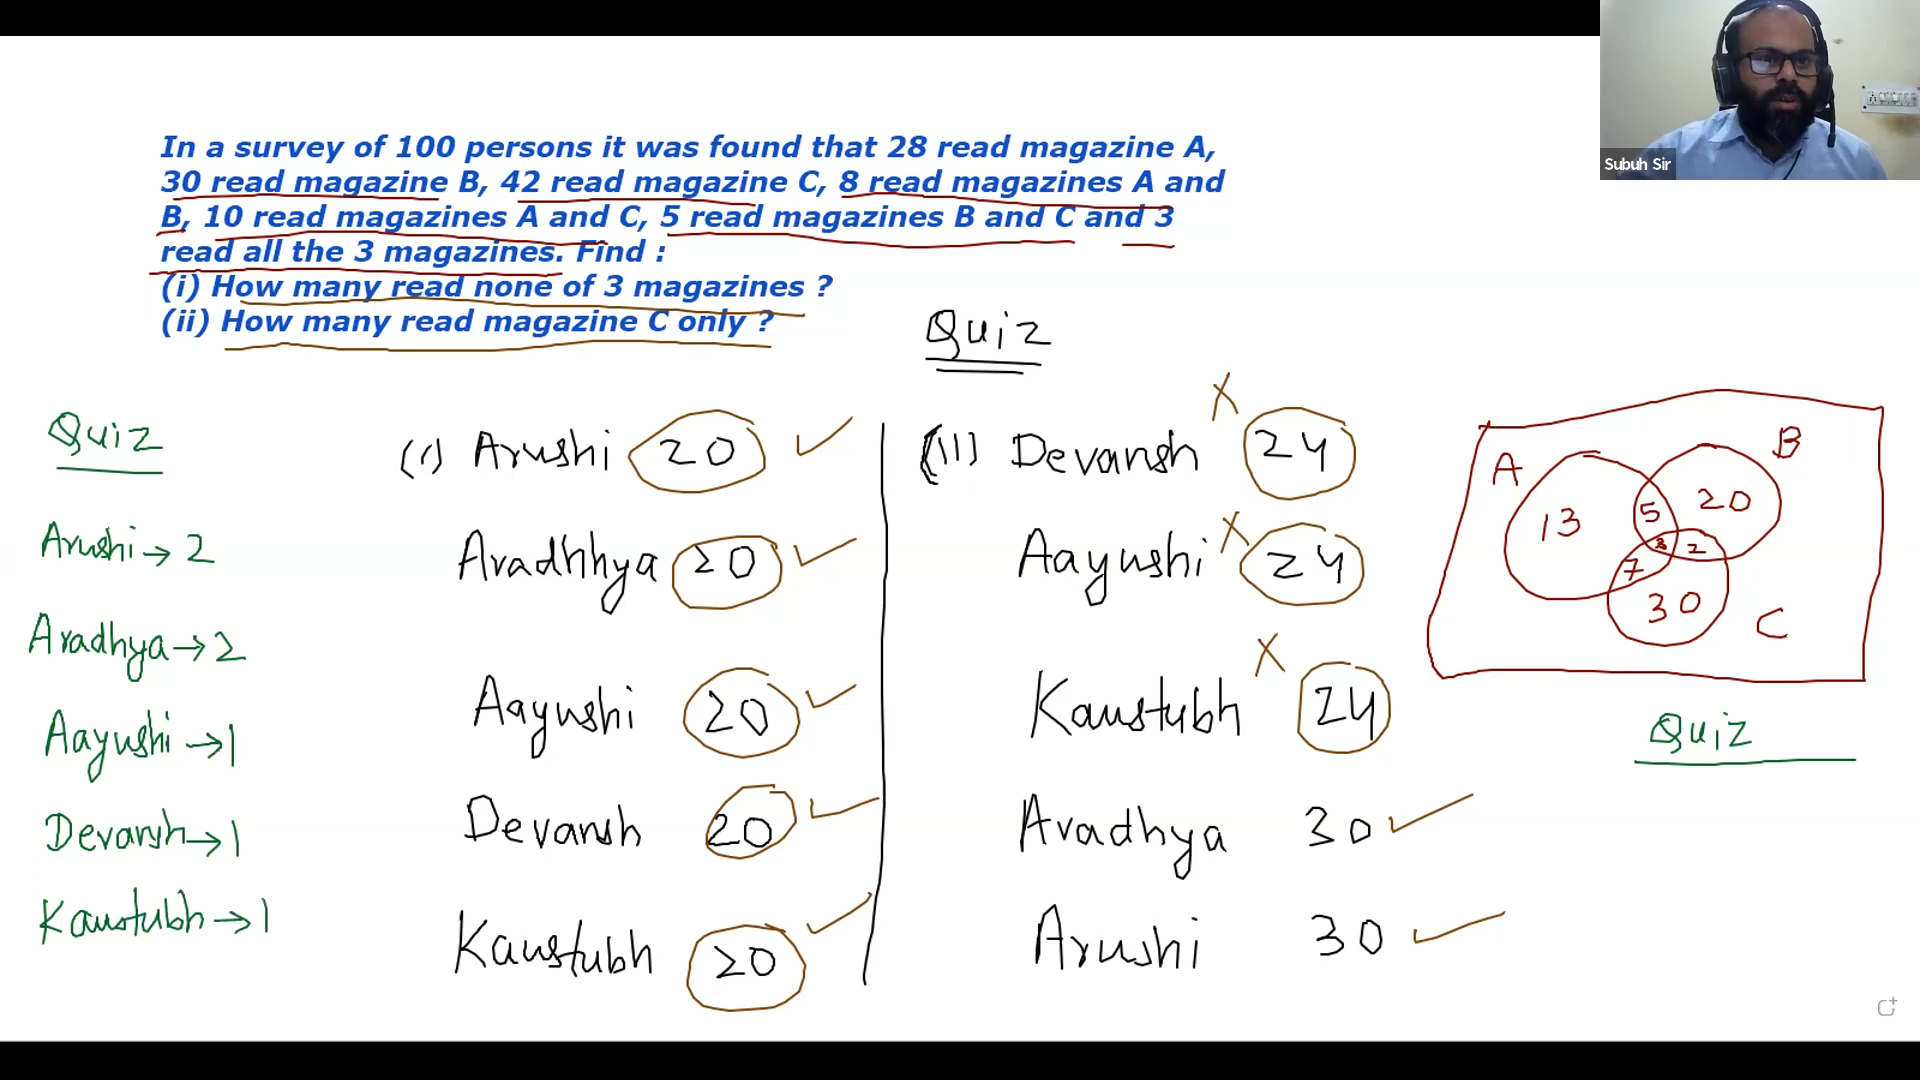 Subuh Sir
In a survey of 100 persons it was found that 28 read magazine A,
30 read magazine B, 42 read magazine C, 8 read magazines A and
B, 10 read magazines A and C, 5 read magazines B and C and 3
read all the 3 magazines. Find :
(i) How many read none of 3 magazines ?
(ii) How many read magazine C only ?
Quiz
Quiz
Arushi → 2
Aradhya → 2
Aayushi → 1
Devansh → 1
Kaustubh → 1
(i) Arushi 20 ✓
Aradhhya 20 ✓
Aayushi 20 ✓
Devansh 20 ✓
Kaustubh 20 ✓
(ii) Devansh X 24
Aayushi X 24
Kaustubh X 24
Aradhya 30 ✓
Arushi 30 ✓
A B
13 5 20
3 2
7
30 C
Quiz